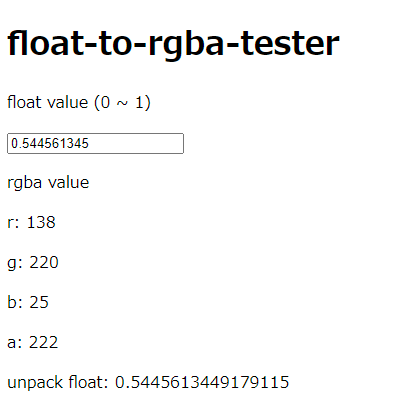 float-to-rgba-tester
float value (0 ~ 1)
0.544561345
rgba value
r: 138
g: 220
b: 25
a: 222
unpack float: 0.5445613449179115